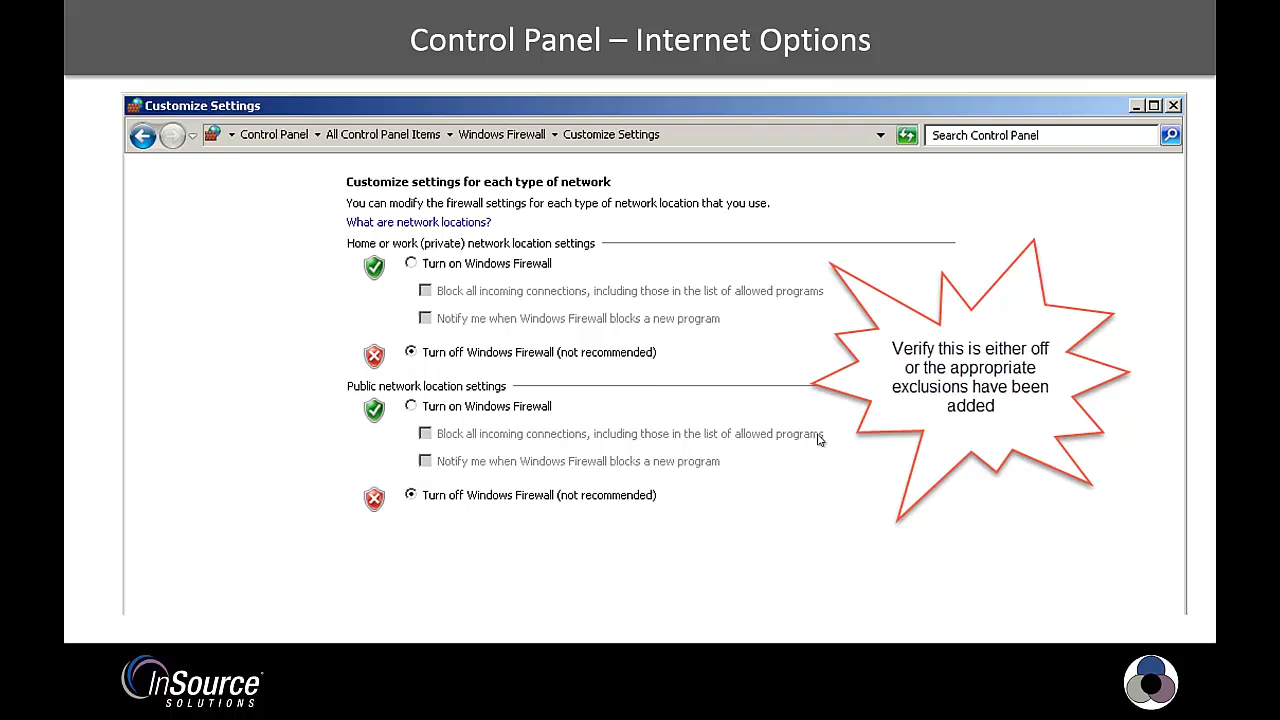 Control Panel – Internet Options
Customize Settings
Control Panel All Control Panel Items Windows Firewall Customize Settings
Search Control Panel
Customize settings for each type of network
You can modify the firewall settings for each type of network location that you use.
What are network locations?
Home or work (private) network location settings
Turn on Windows Firewall
Block all incoming connections, including those in the list of allowed programs
Notify me when Windows Firewall blocks a new program
Turn off Windows Firewall (not recommended)
Public network location settings
Turn on Windows Firewall
Block all incoming connections, including those in the list of allowed programs
Notify me when Windows Firewall blocks a new program
Turn off Windows Firewall (not recommended)
Verify this is either off
or the appropriate
exclusions have been
added
InSource
SOLUTIONS